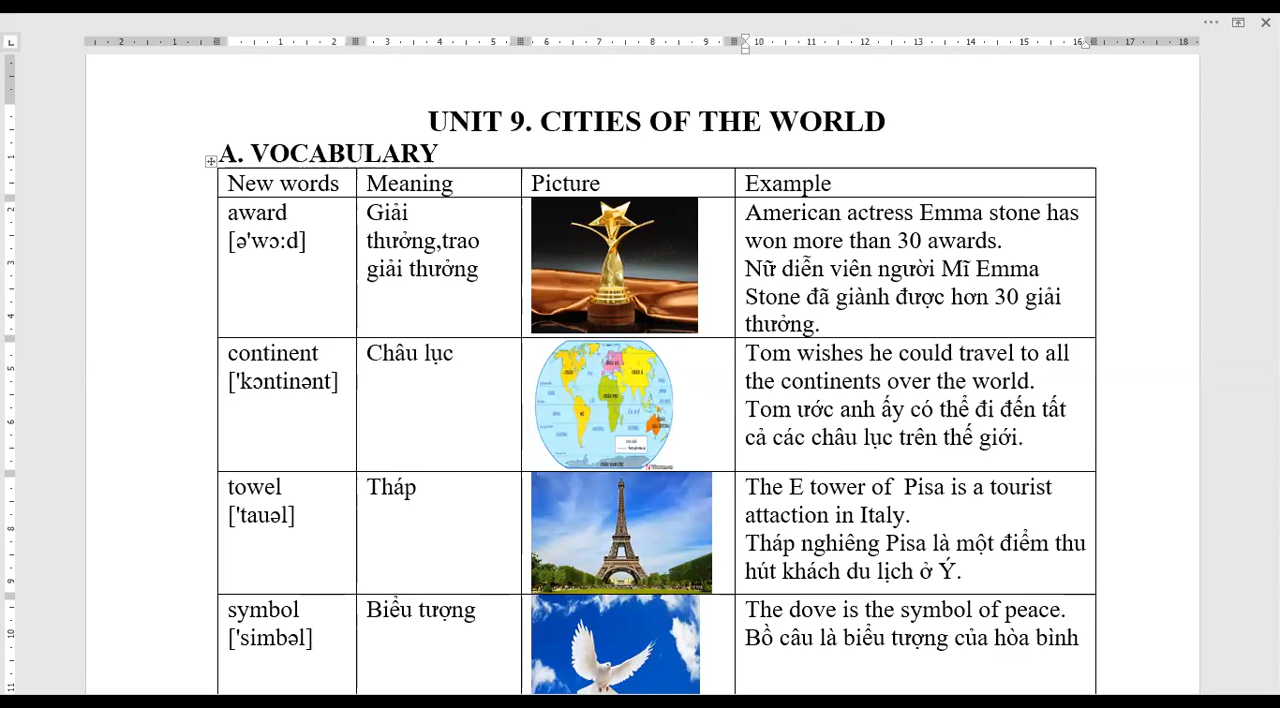 UNIT 9. CITIES OF THE WORLD
A. VOCABULARY
New words Meaning Picture Example
award
[ə'wɔ:d]
Giải
thưởng,trao
giải thưởng
American actress Emma stone has
won more than 30 awards.
Nữ diễn viên người Mĩ Emma
Stone đã giành được hơn 30 giải
thưởng.
continent
['kɔntinənt]
Châu lục
Tom wishes he could travel to all
the continents over the world.
Tom ước anh ấy có thể đi đến tất
cả các châu lục trên thế giới.
towel
['tauəl]
Tháp
The E tower of Pisa is a tourist
attaction in Italy.
Tháp nghiêng Pisa là một điểm thu
hút khách du lịch ở Ý.
symbol
['simbəl]
Biểu tượng
The dove is the symbol of peace.
Bồ câu là biểu tượng của hòa bình